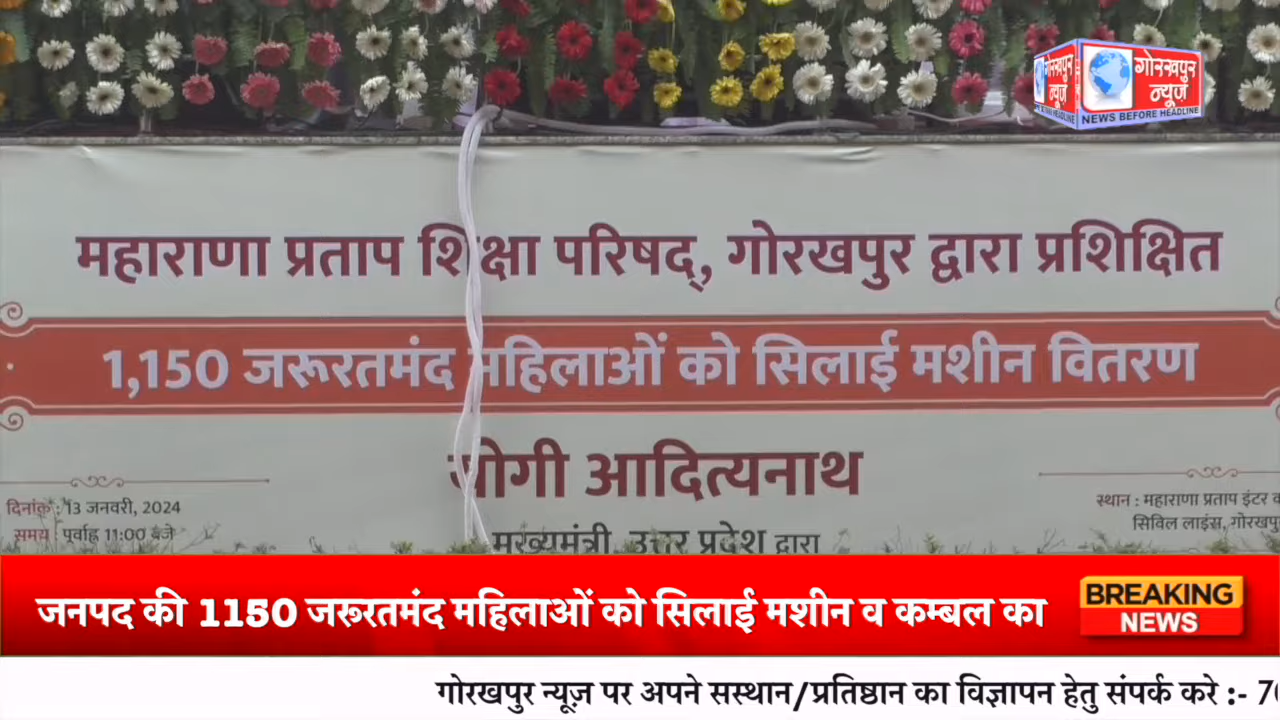 गोरखपुर न्यूज़
NEWS BEFORE HEADLINE
महाराणा प्रताप शिक्षा परिषद्, गोरखपुर द्वारा प्रशिक्षित
1,150 जरूरतमंद महिलाओं को सिलाई मशीन वितरण
योगी आदित्यनाथ
मुख्यमंत्री, उत्तर प्रदेश द्वारा
दिनांक : 13 जनवरी, 2024
समय : पूर्वाह्न 11:00 बजे
स्थान : महाराणा प्रताप इंटर
सिविल लाइंस, गोरखपु
जनपद की 1150 जरूरतमंद महिलाओं को सिलाई मशीन व कम्बल का
BREAKING NEWS
गोरखपुर न्यूज़ पर अपने सस्थान/प्रतिष्ठान का विज्ञापन हेतु संपर्क करे :- 7